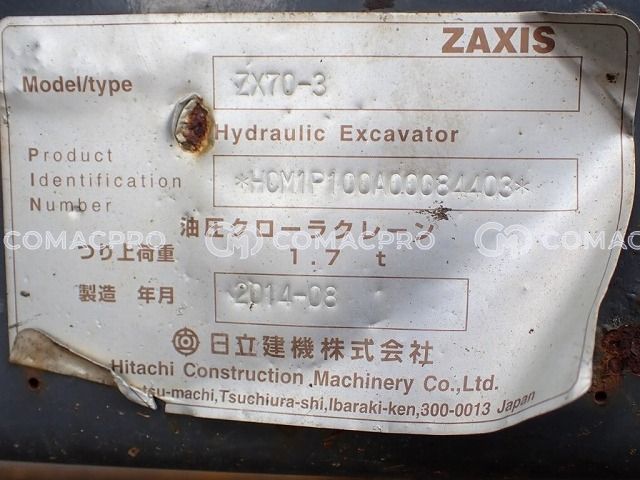 ZAXIS
Model/type ZX70-3
Hydraulic Excavator
Product
Identification *HCM1P100A00084403*
Number
油圧クローラクレーン
COMACPRO COMACPRO
つり上荷重 1.7 t
製造 年月 2014-08
日立建機株式会社
Hitachi Construction Machinery Co.,Ltd.
Tsuchiura-shi,Ibaraki-ken,300-0013 Japan